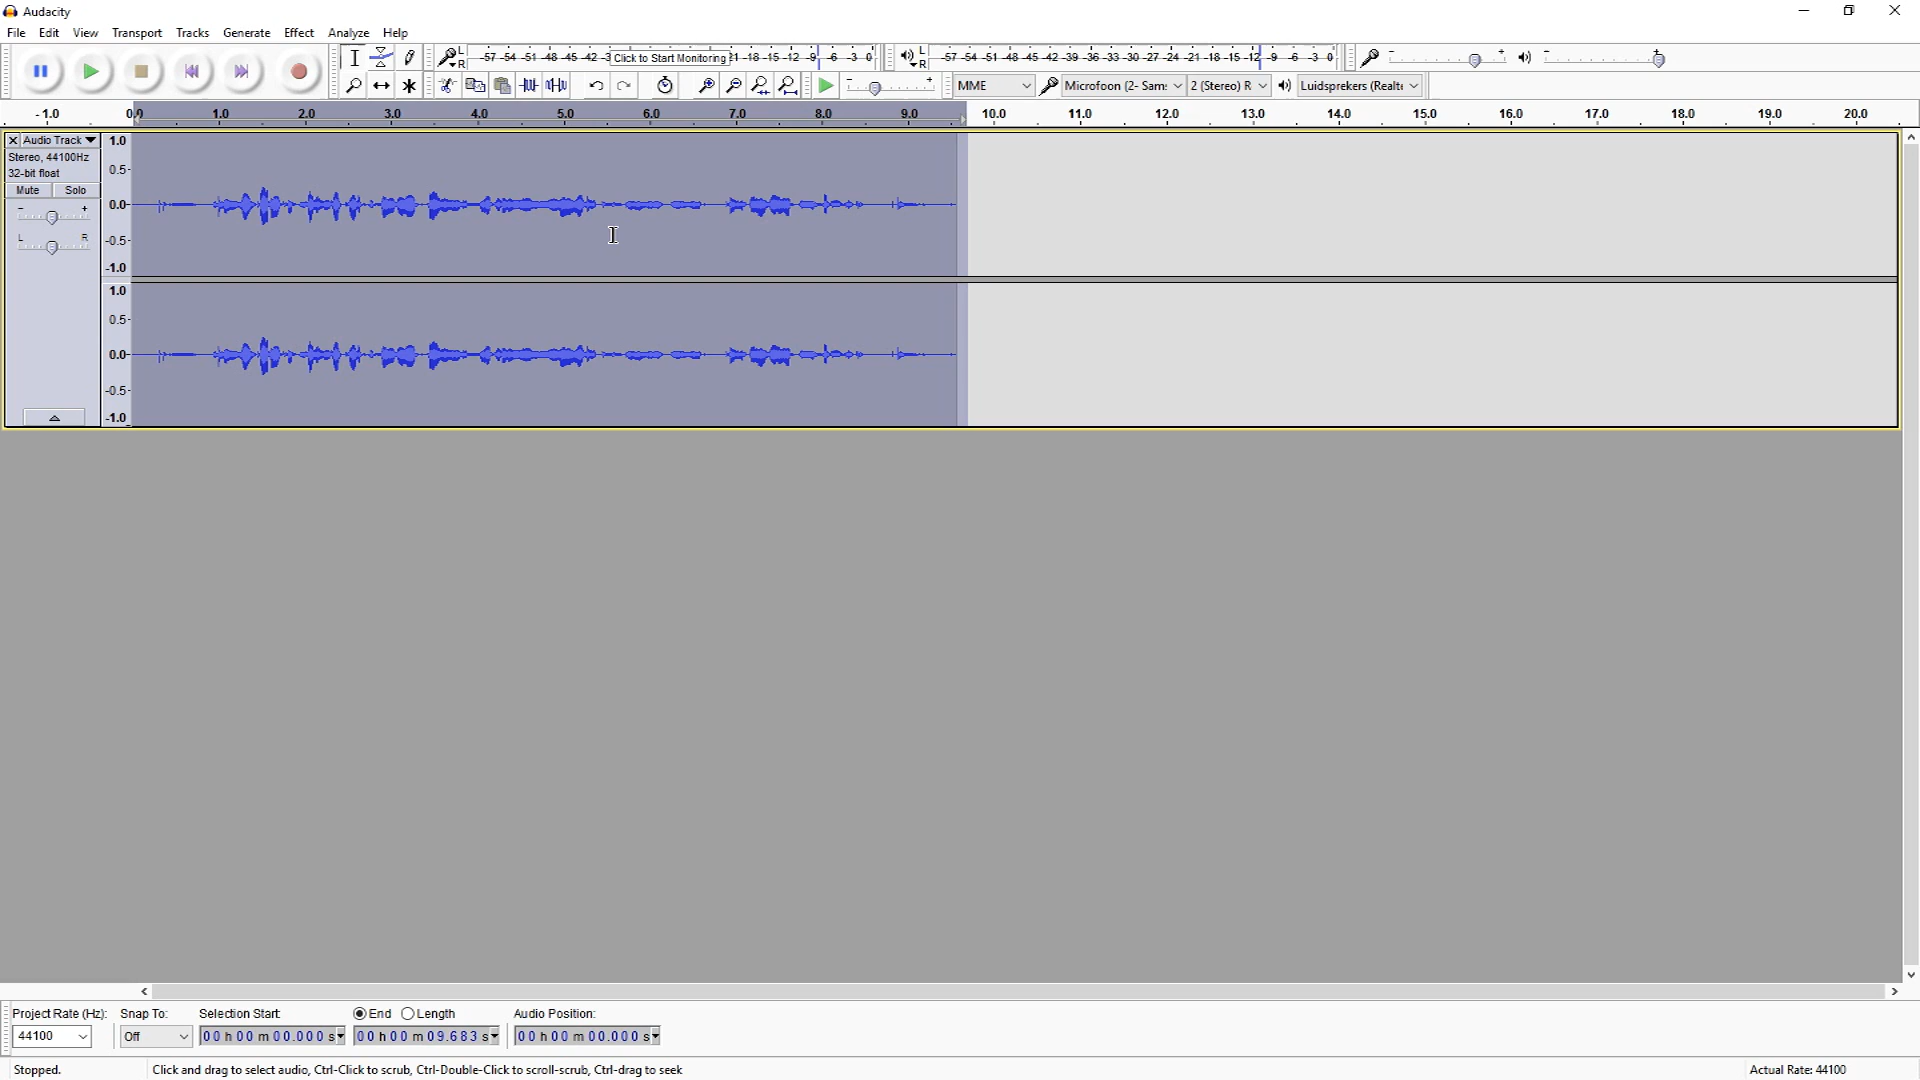 Audacity
File Edit View Transport Tracks Generate Effect Analyze Help
L R -57 -54 -51 -48 -45 -42 -3 Click to Start Monitoring 21 -18 -15 -12 -9 -6 -3 0 L R -57 -54 -51 -48 -45 -42 -39 -36 -33 -30 -27 -24 -21 -18 -15 -12 -9 -6 -3 0 - + - +
- + MME Microfoon (2- Sam: 2 (Stereo) R Luidsprekers (Realte
-1.0 0.0 1.0 2.0 3.0 4.0 5.0 6.0 7.0 8.0 9.0 10.0 11.0 12.0 13.0 14.0 15.0 16.0 17.0 18.0 19.0 20.0
Audio Track 1.0
Stereo, 44100Hz
32-bit float 0.5
Mute Solo
- + 0.0
L R -0.5
-1.0
1.0
0.5
0.0
-0.5
-1.0
Project Rate (Hz): Snap To: Selection Start: End Length Audio Position:
44100 Off 00 h 00 m 00.000 s 00 h 00 m 09.683 s 00 h 00 m 00.000 s
Stopped. Click and drag to select audio, Ctrl-Click to scrub, Ctrl-Double-Click to scroll-scrub, Ctrl-drag to seek Actual Rate: 44100